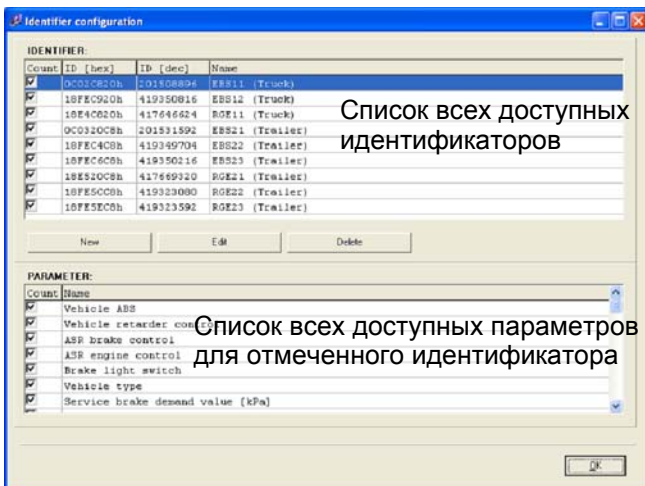 Identifier configuration
IDENTIFIER:
Count ID [hex] ID [dec] Name
0C02C820h 201508896 EBS11 (Truck)
18FEC920h 419350816 EBS12 (Truck)
18E4C820h 417646624 RGE11 (Truck)
0C0320C8h 201531592 EBS21 (Trailer)
18FEC4C8h 419349704 EBS22 (Trailer)
18FEC6C8h 419350216 EBS23 (Trailer)
18E520C8h 417669320 RGE21 (Trailer)
18FE5CC8h 419323080 RGE22 (Trailer)
18FE5EC8h 419323592 RGE23 (Trailer)
Список всех доступных
идентификаторов
New Edit Delete
PARAMETER:
Count Name
Vehicle ABS
Vehicle retarder control
ASR brake control
ASR engine control
Brake light switch
Vehicle type
Service brake demand value [kPa]
Список всех доступных параметров
для отмеченного идентификатора
OK